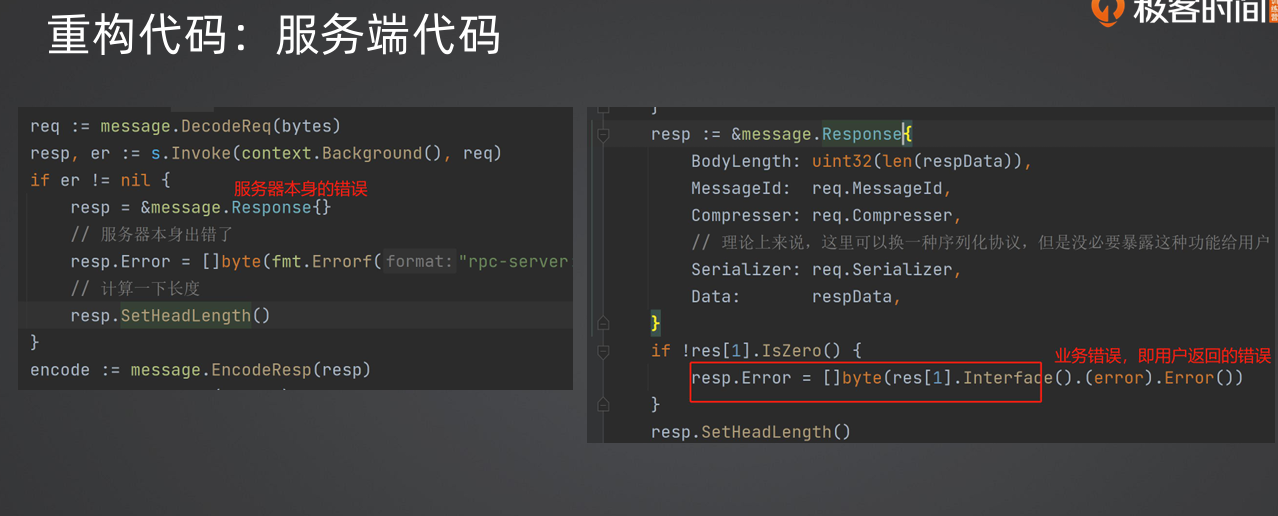 重构代码：服务端代码
极客时间
req := message.DecodeReq(bytes)
resp, er := s.Invoke(context.Background(), req)
if er != nil {
服务器本身的错误
resp = &message.Response{}
// 服务器本身出错了
resp.Error = []byte(fmt.Errorf( format: "rpc-server
// 计算一下长度
resp.SetHeadLength()
}
encode := message.EncodeResp(resp)
}
resp := &message.Response{
BodyLength: uint32(len(respData)),
MessageId: req.MessageId,
Compresser: req.Compresser,
// 理论上来说，这里可以换一种序列化协议，但是没必要暴露这种功能给用户
Serializer: req.Serializer,
Data: respData,
}
if !res[1].IsZero() {
业务错误，即用户返回的错误
resp.Error = []byte(res[1].Interface().(error).Error())
}
resp.SetHeadLength()